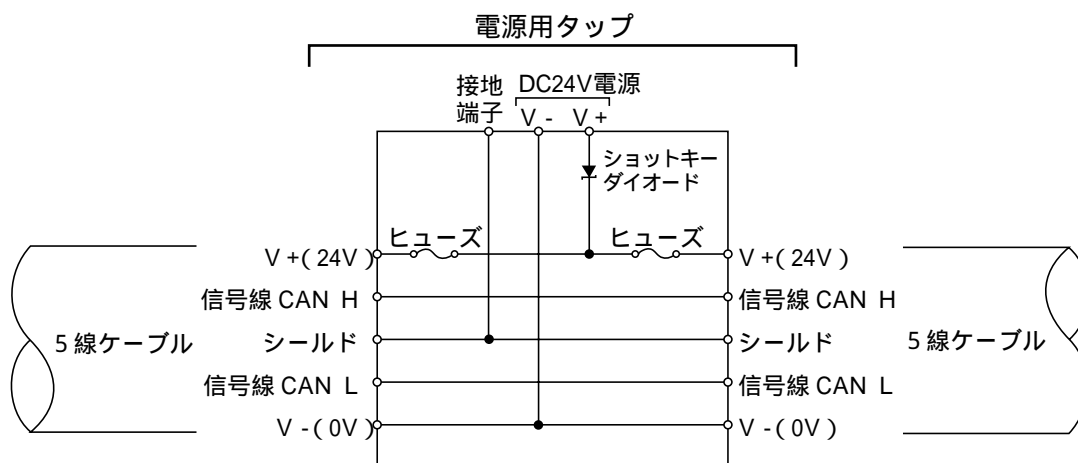 電源用タップ
接地
端子
DC24V電源
V - V +
ショットキー
ダイオード
ヒューズ ヒューズ
V +( 24V ) V +( 24V )
信号線 CAN H 信号線 CAN H
5 線ケーブル シールド シールド 5 線ケーブル
信号線 CAN L 信号線 CAN L
V -( 0V ) V -( 0V )